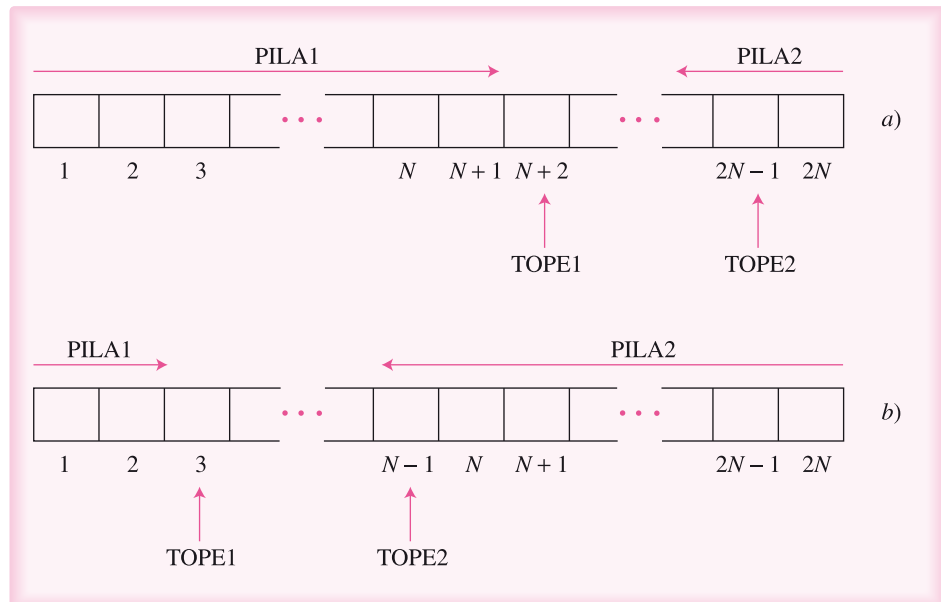 PILA1 PILA2
a)
1 2 3 N N + 1 N + 2 2N − 1 2N
TOPE1 TOPE2
PILA1 PILA2
b)
1 2 3 N − 1 N N + 1 2N − 1 2N
TOPE1 TOPE2